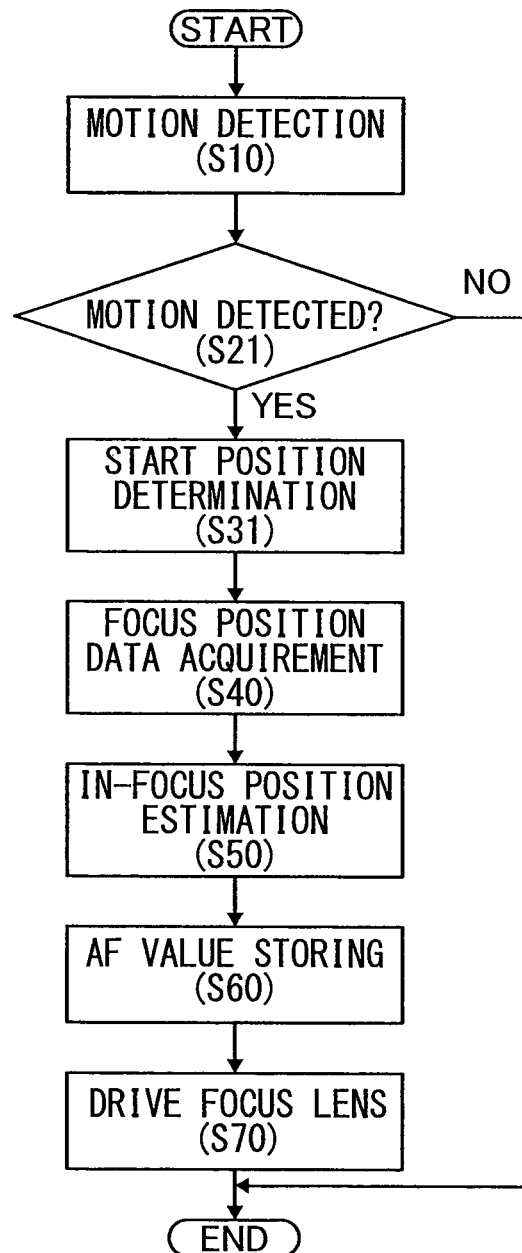 START
MOTION DETECTION
(S10)
NO
MOTION DETECTED?
(S21)
YES
START POSITION
DETERMINATION
(S31)
FOCUS POSITION
DATA ACQUIREMENT
(S40)
IN-FOCUS POSITION
ESTIMATION
(S50)
AF VALUE STORING
(S60)
DRIVE FOCUS LENS
(S70)
END